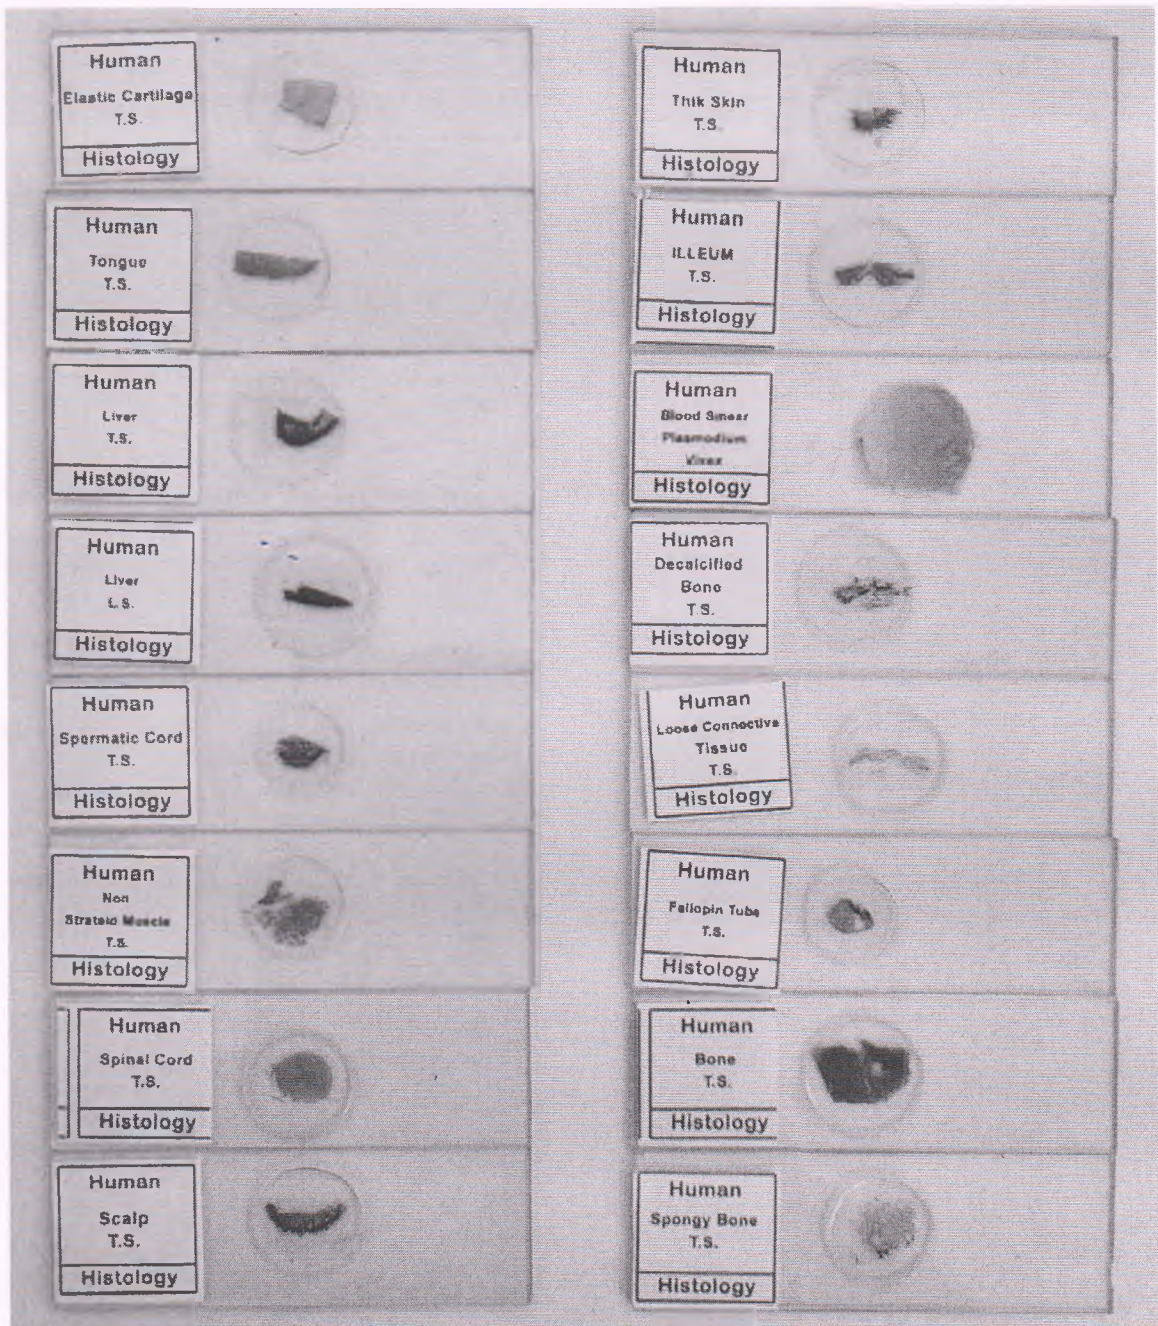 Human
Elastic Cartilage
T.S.
Histology
Human
Tongue
T.S.
Histology
Human
Liver
T.S.
Histology
Human
Liver
L.S.
Histology
Human
Spermatic Cord
T.S.
Histology
Human
Non
Strateid Muscle
T.S.
Histology
Human
Spinal Cord
T.S.
Histology
Human
Scalp
T.S.
Histology
Human
Thik Skin
T.S.
Histology
Human
ILLEUM
T.S.
Histology
Human
Blood Smear
Plasmodium
Vivex
Histology
Human
Decalcified
Bone
T.S.
Histology
Human
Loose Connective
Tissue
T.S.
Histology
Human
Fallopin Tube
T.S.
Histology
Human
Bone
T.S.
Histology
Human
Spongy Bone
T.S.
Histology